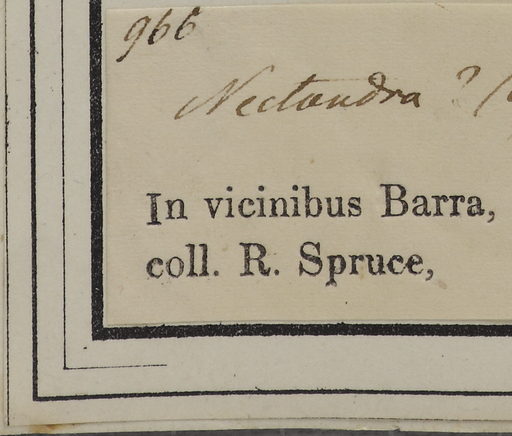 966
Nectandra ? (
In vicinibus Barra,
coll. R. Spruce,